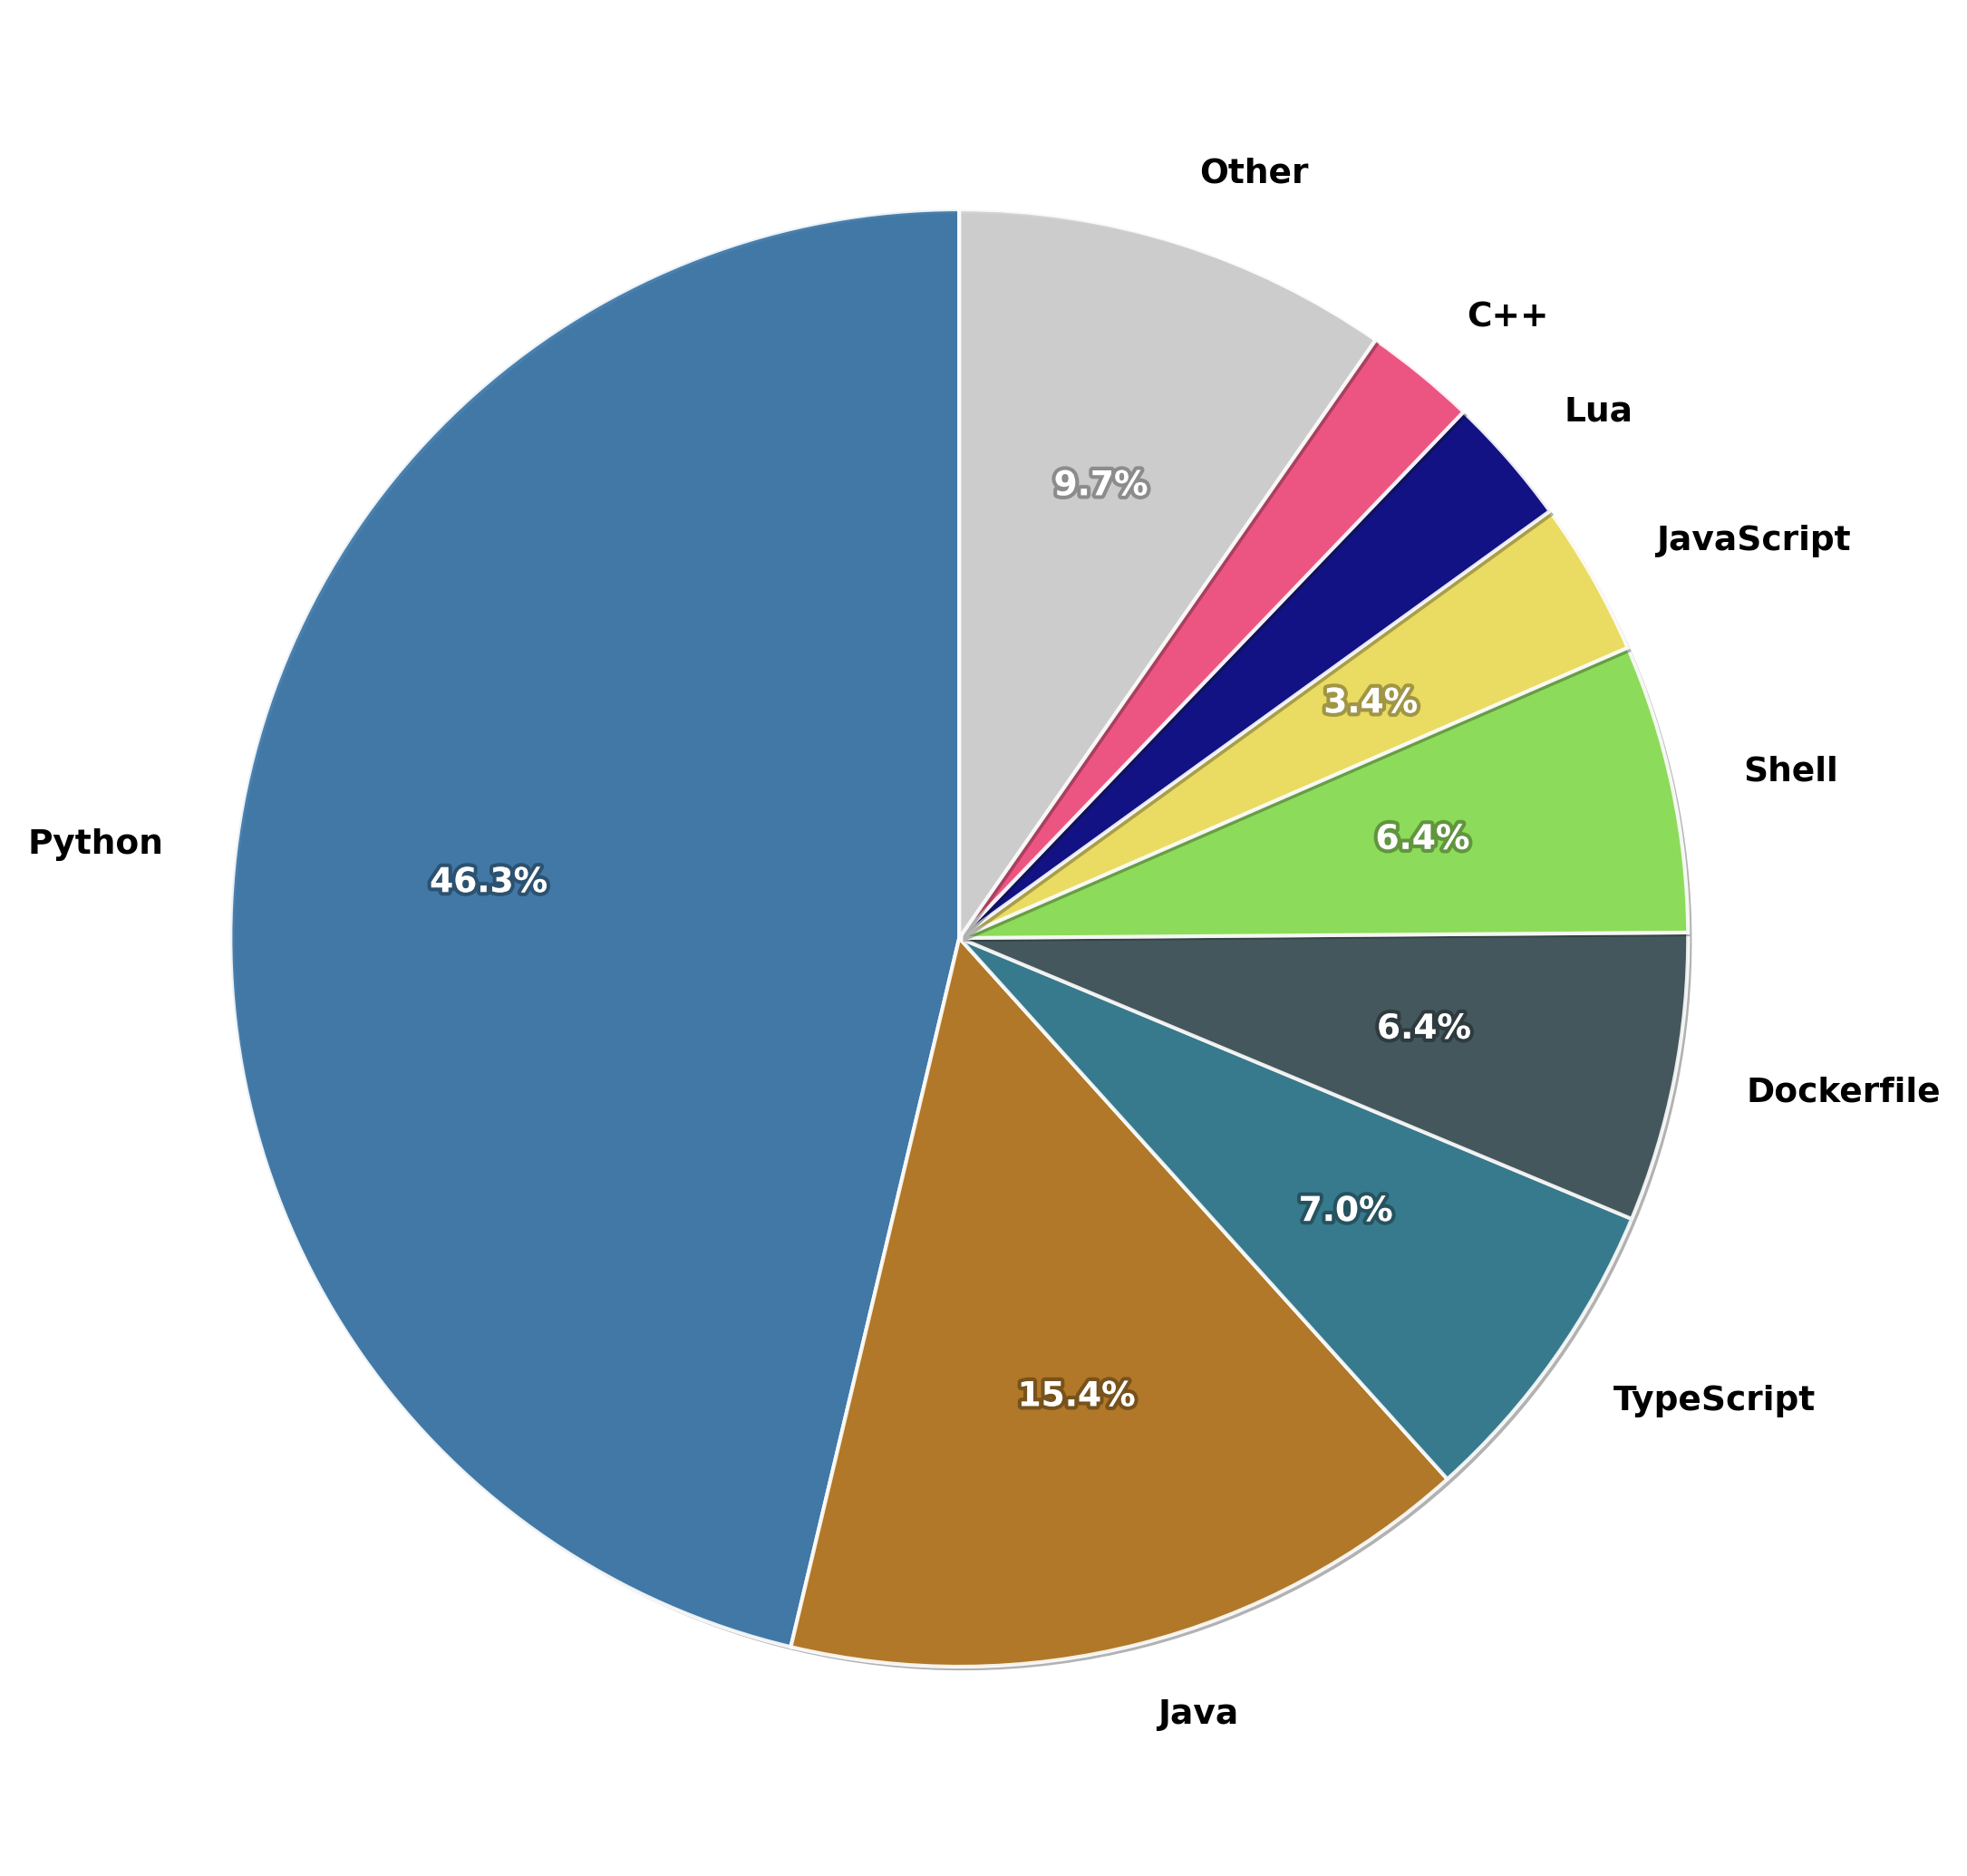 Other
C++
Lua
9.7%
JavaScript
3.4%
Shell
6.4%
Python
46.3%
6.4%
Dockerfile
7.0%
15.4%
TypeScript
Java